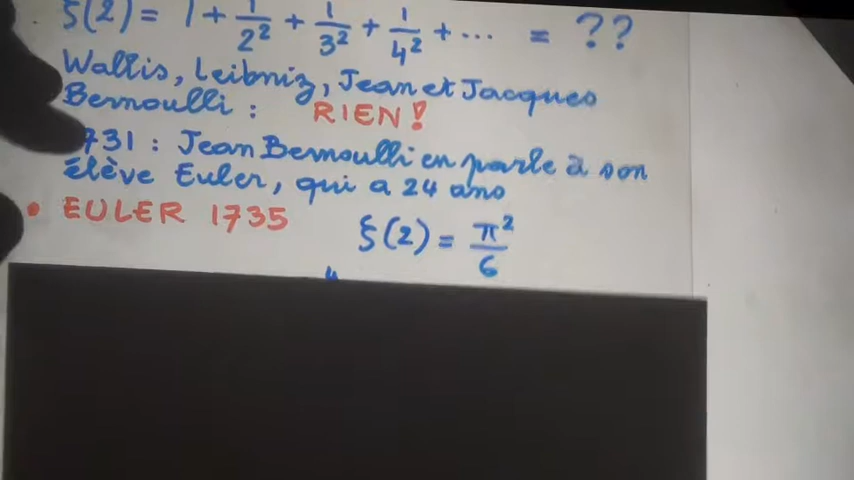 ζ(2) = 1 + 1/2² + 1/3² + 1/4² + ... = ??
Wallis, Leibniz, Jean et Jacques
Bernoulli : RIEN !
1731 : Jean Bernoulli en parle à son
élève Euler, qui a 24 ans
• EULER 1735 ζ(2) = π²/6